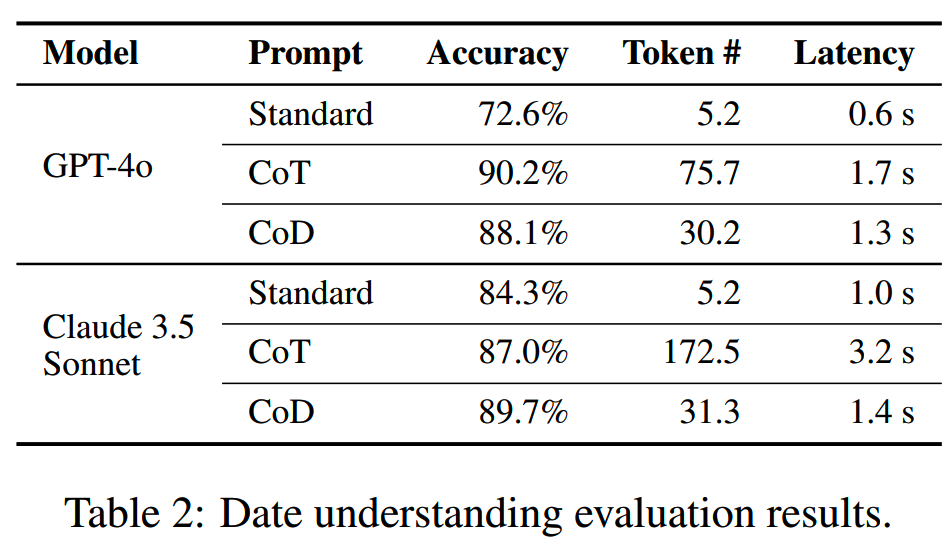 Model Prompt Accuracy Token # Latency
GPT-4o
Standard 72.6% 5.2 0.6 s
CoT 90.2% 75.7 1.7 s
CoD 88.1% 30.2 1.3 s
Claude 3.5
Sonnet
Standard 84.3% 5.2 1.0 s
CoT 87.0% 172.5 3.2 s
CoD 89.7% 31.3 1.4 s
Table 2: Date understanding evaluation results.